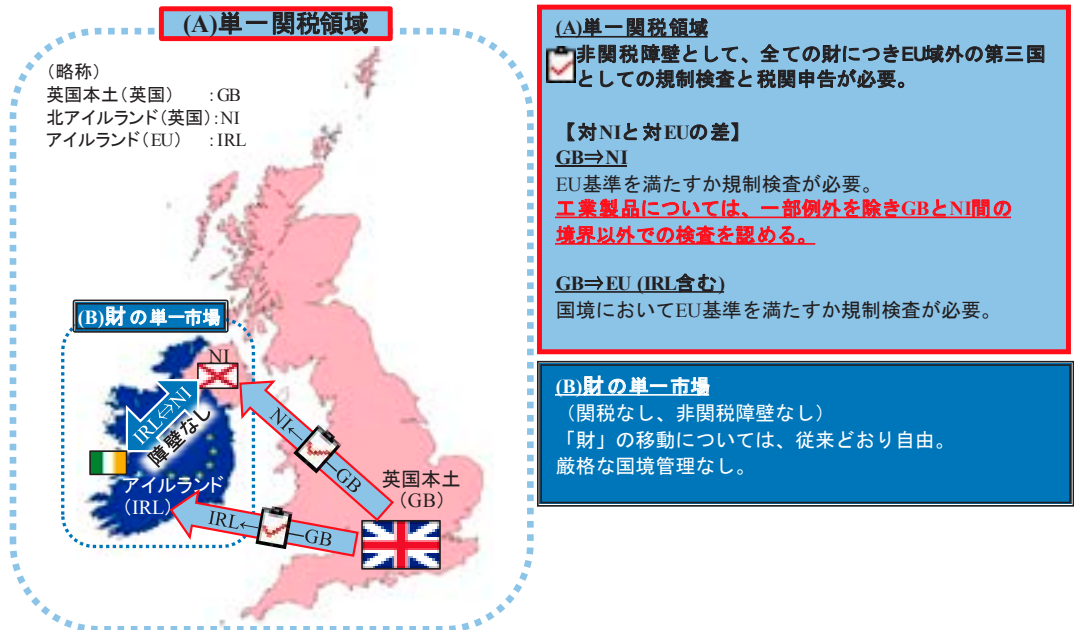 (A)単一関税領域
（略称）
英国本土（英国）　：GB
北アイルランド（英国）：NI
アイルランド（EU）　：IRL
(B)財の単一市場
NI
IRL⇔NI
障壁なし
NI←
GB
アイルランド
(IRL)
IRL←
GB
英国本土
(GB)
(A)単一関税領域
非関税障壁として、全ての財につきEU域外の第三国
としての規制検査と税関申告が必要。
【対NIと対EUの差】
GB⇒NI
EU基準を満たすか規制検査が必要。
工業製品については、一部例外を除きGBとNI間の
境界以外での検査を認める。
GB⇒EU (IRL含む)
国境においてEU基準を満たすか規制検査が必要。
(B)財の単一市場
（関税なし、非関税障壁なし）
「財」の移動については、従来どおり自由。
厳格な国境管理なし。